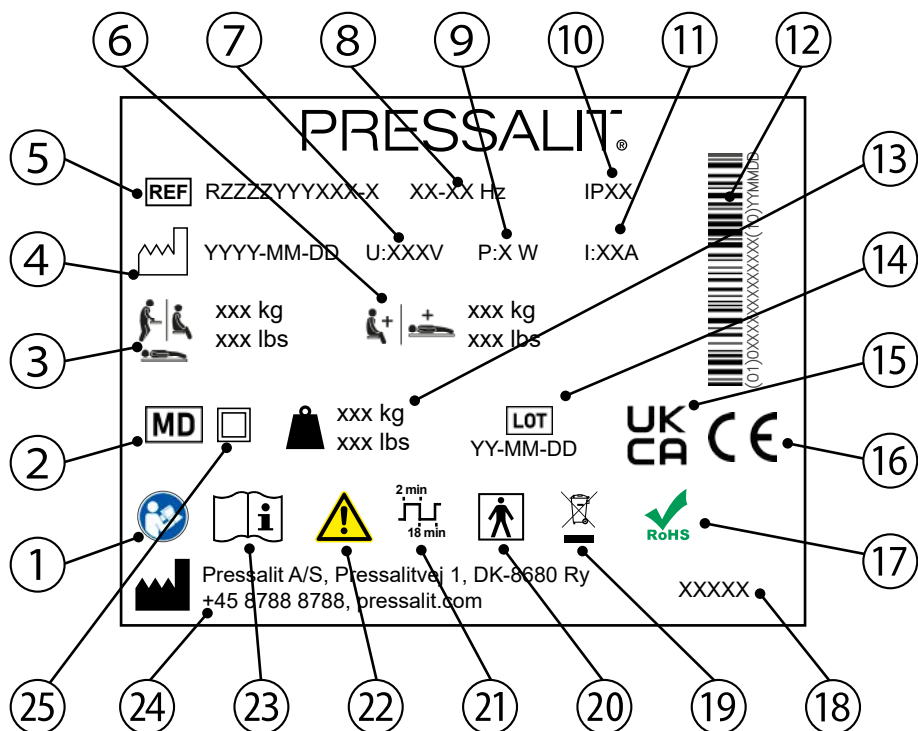 6 7 8 9 10 11 12
PRESSALIT®
5 REF RZZZZYYYXXX-X XX-XX Hz IPXX 13
4 YYYY-MM-DD U:XXXV P:X W I:XXA 14
xxx kg xxx kg
3 xxx lbs xxx lbs
15
xxx kg LOT UK
2 MD xxx lbs YY-MM-DD CA CE 16
2 min
1 i ! 18 min RoHS 17
Pressalit A/S, Pressalitvej 1, DK-8680 Ry
+45 8788 8788, pressalit.com XXXXX
25 24 23 22 21 20 19 18